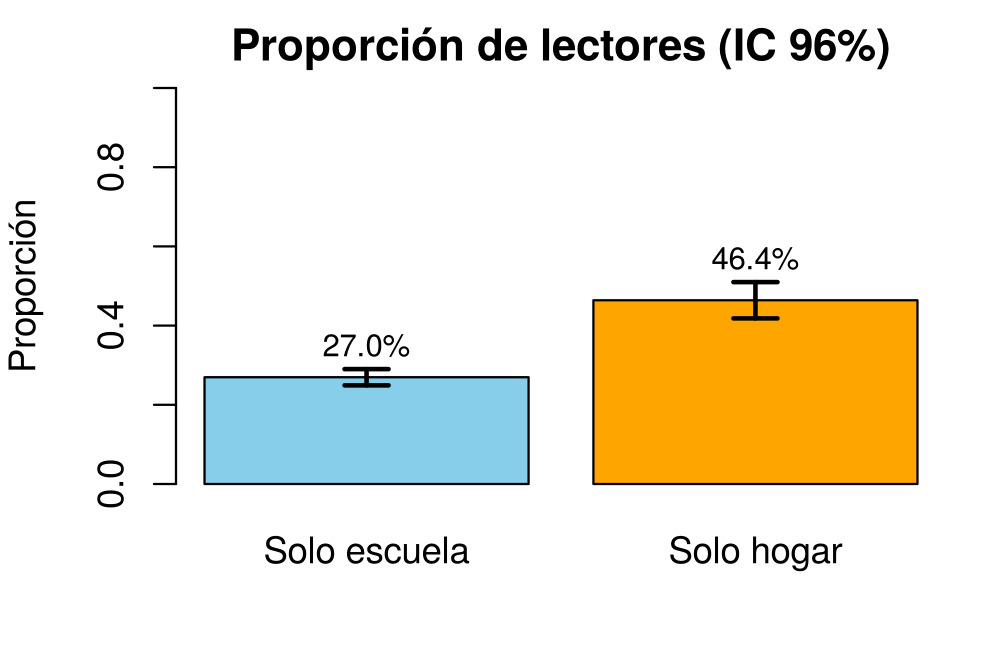 Proporción de lectores (IC 96%)
Proporción
0.8
0.4
0.0
46.4%
27.0%
Solo escuela
Solo hogar